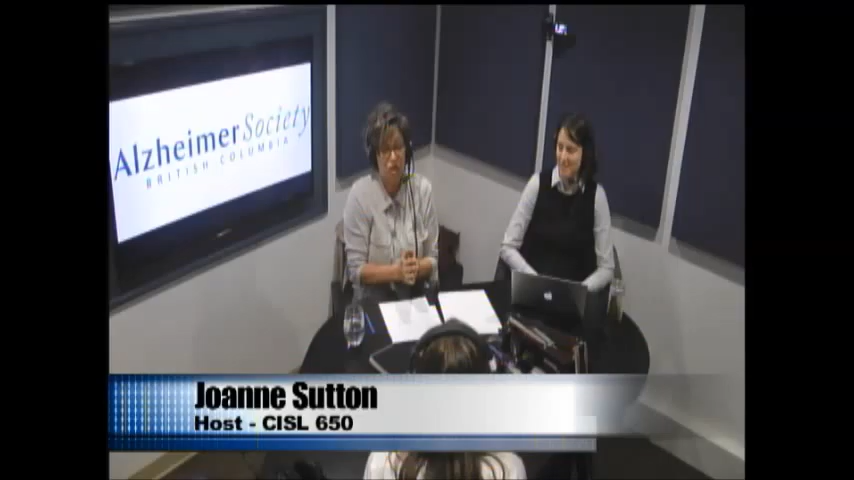 Alzheimer Society
BRITISH COLUMBIA
Joanne Sutton
Host - CISL 650